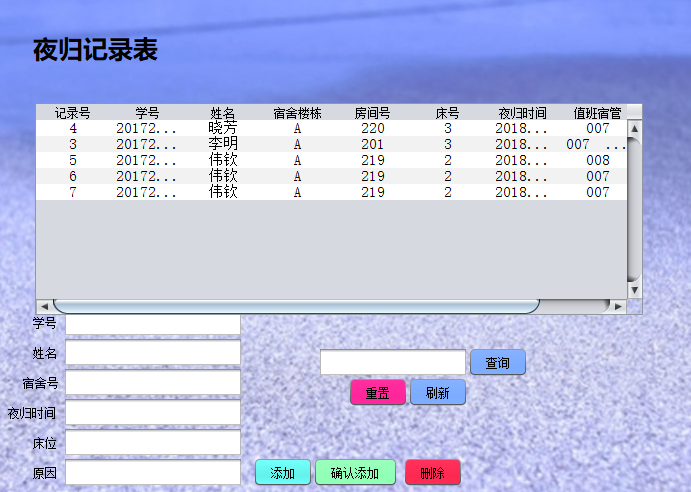 夜归记录表
记录号 学号 姓名 宿舍楼栋 房间号 床号 夜归时间 值班宿管
4 20172... 晓芳 A 220 3 2018... 007
3 20172... 李明 A 201 3 2018... 007 ...
5 20172... 伟钦 A 219 2 2018... 008
6 20172... 伟钦 A 219 2 2018... 007
7 20172... 伟钦 A 219 2 2018... 007
学号
姓名
查询
宿舍号
重置 刷新
夜归时间
床位
原因 添加 确认添加 删除